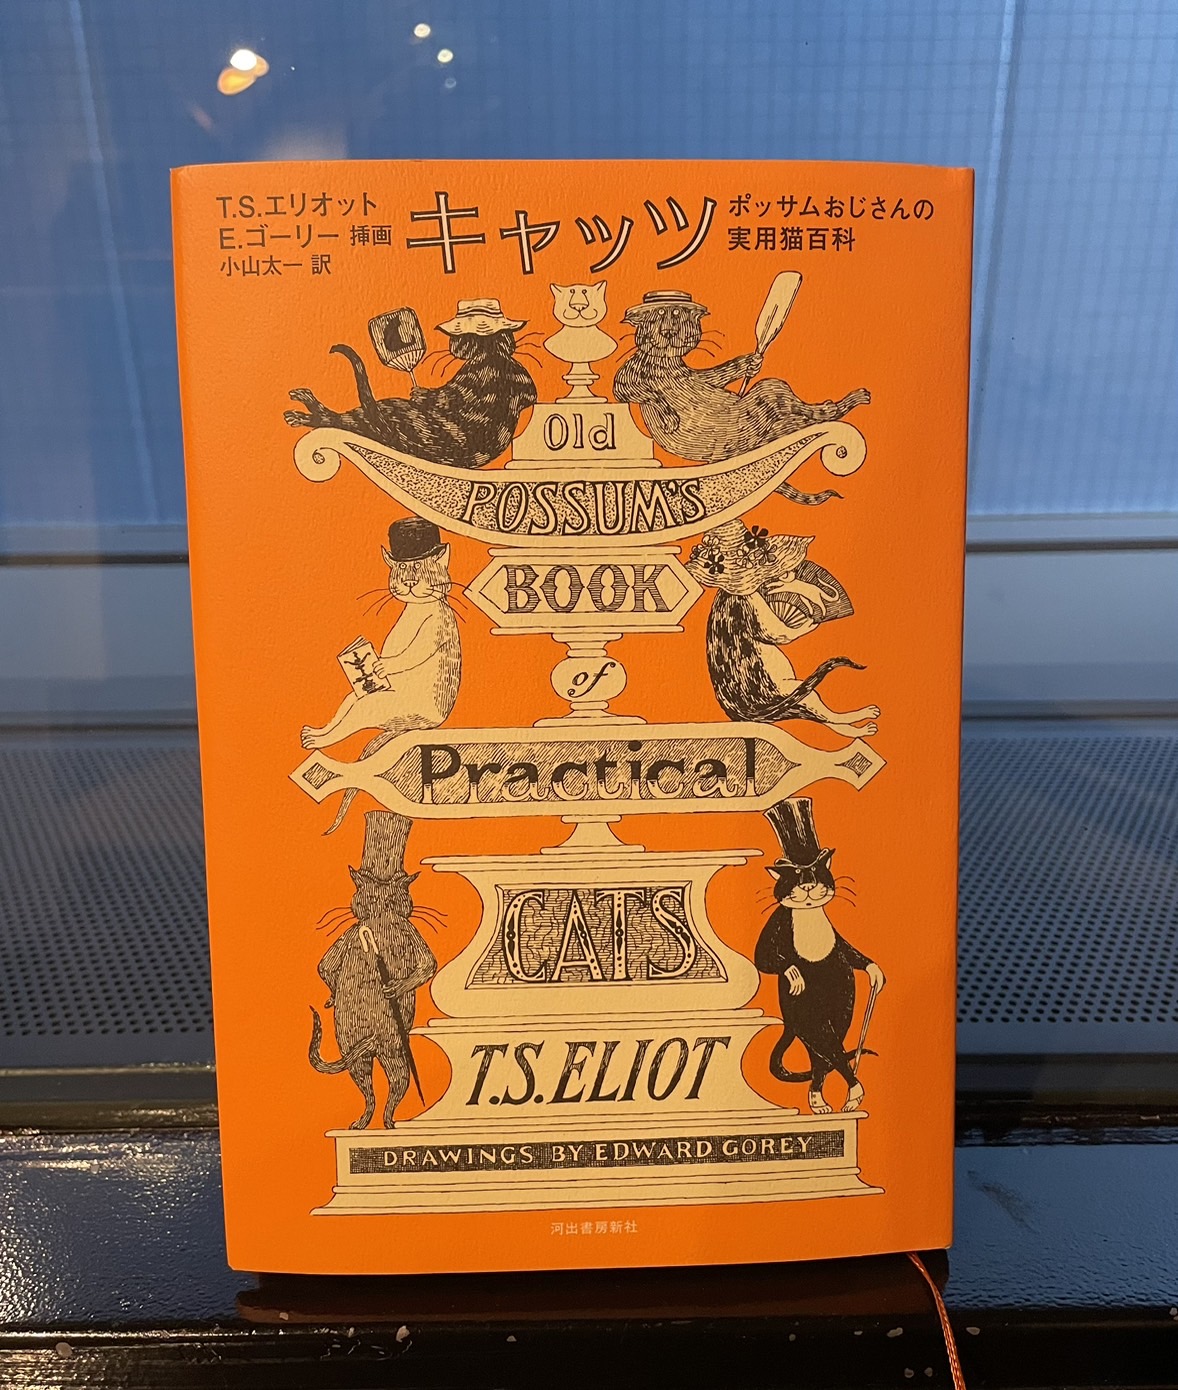 T.S.エリオット
E.ゴーリー 挿画
小山太一 訳
キャッツ
ポッサムおじさんの
実用猫百科
Old
POSSUM'S
BOOK
of
Practical
CATS
T.S.ELIOT
DRAWINGS BY EDWARD GOREY
河出書房新社